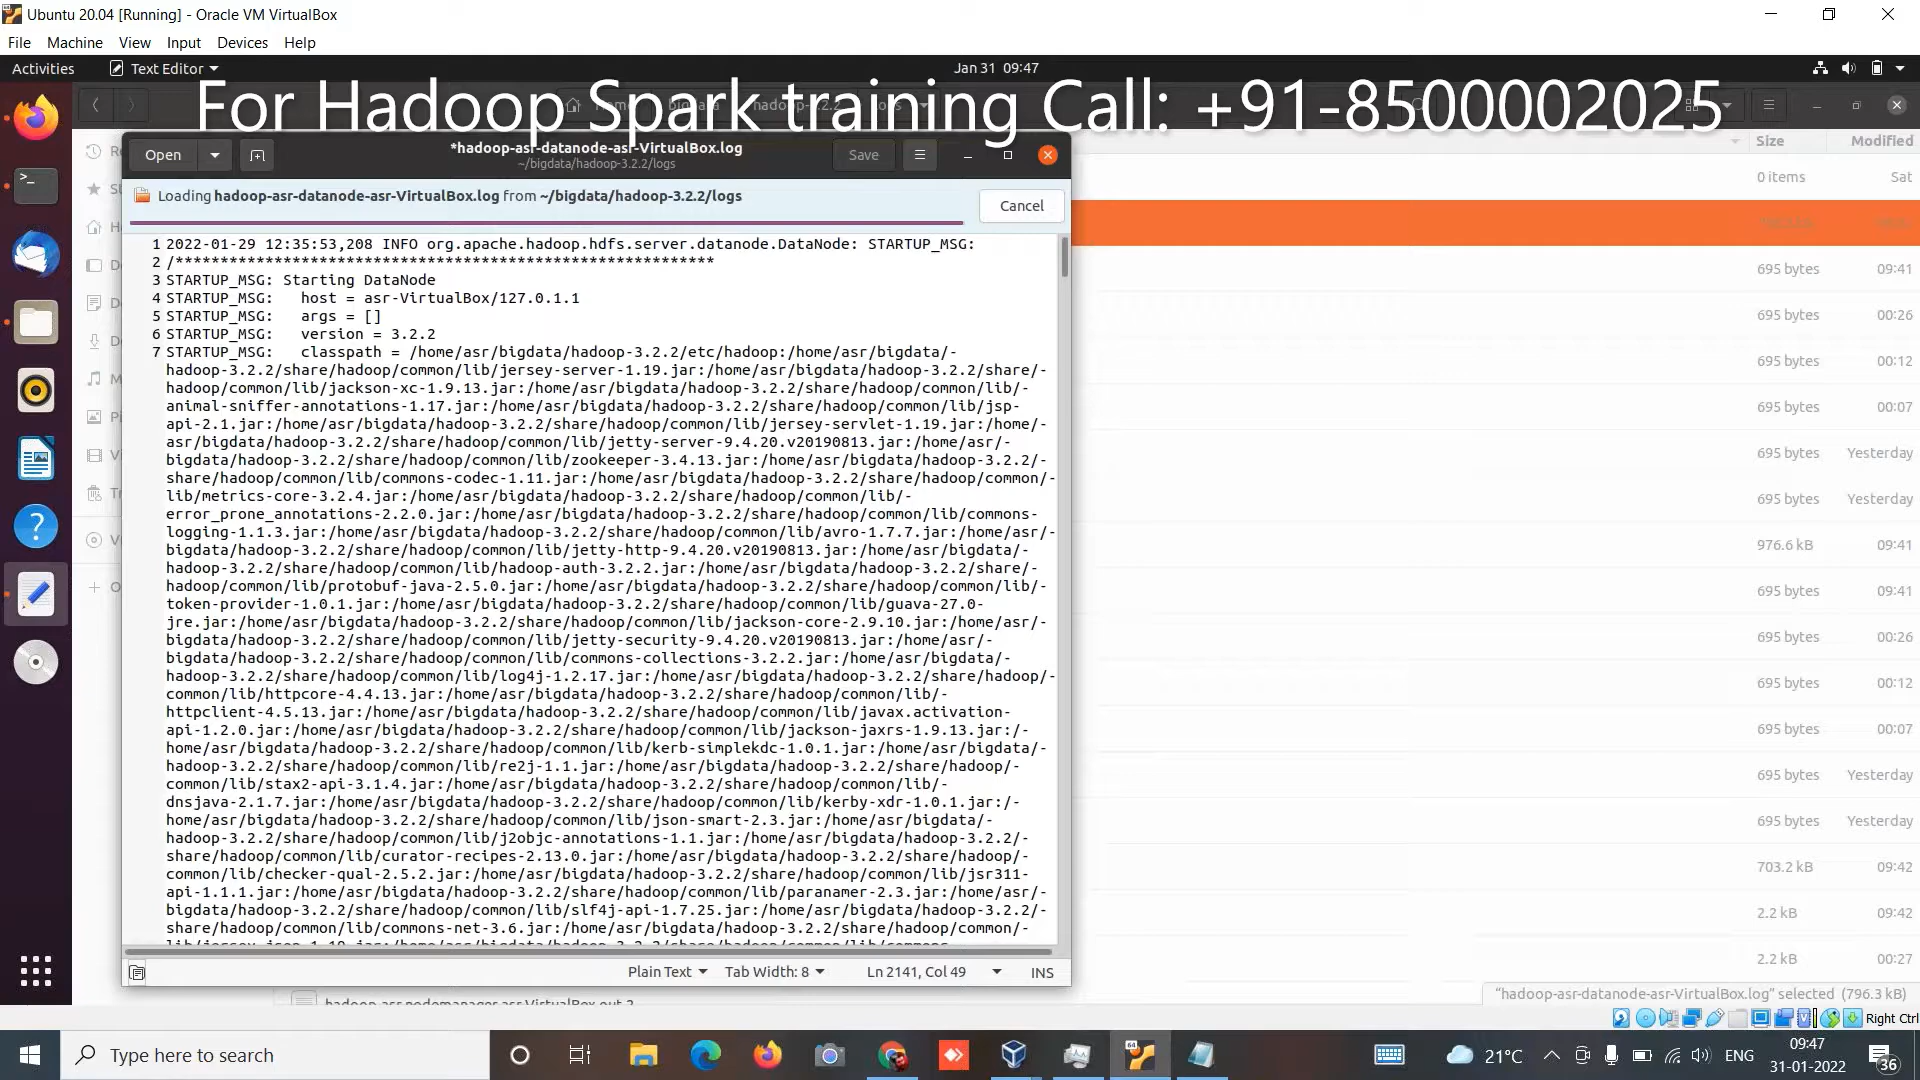 Ubuntu 20.04 [Running] - Oracle VM VirtualBox
File Machine View Input Devices Help
Activities Text Editor Jan 31 09:47
For Hadoop Spark training Call: +91-8500002025
Open *hadoop-asr-datanode-asr-VirtualBox.log Save
~/bigdata/hadoop-3.2.2/logs
Size Modified
Loading hadoop-asr-datanode-asr-VirtualBox.log from ~/bigdata/hadoop-3.2.2/logs
Cancel
1 2022-01-29 12:35:53,208 INFO org.apache.hadoop.hdfs.server.datanode.DataNode: STARTUP_MSG:
2 /************************************************************
3 STARTUP_MSG: Starting DataNode
4 STARTUP_MSG:   host = asr-VirtualBox/127.0.1.1
5 STARTUP_MSG:   args = []
6 STARTUP_MSG:   version = 3.2.2
7 STARTUP_MSG:   classpath = /home/asr/bigdata/hadoop-3.2.2/etc/hadoop:/home/asr/bigdata/-
hadoop-3.2.2/share/hadoop/common/lib/jersey-server-1.19.jar:/home/asr/bigdata/hadoop-3.2.2/share/-
hadoop/common/lib/jackson-xc-1.9.13.jar:/home/asr/bigdata/hadoop-3.2.2/share/hadoop/common/lib/-
animal-sniffer-annotations-1.17.jar:/home/asr/bigdata/hadoop-3.2.2/share/hadoop/common/lib/jsp-
api-2.1.jar:/home/asr/bigdata/hadoop-3.2.2/share/hadoop/common/lib/jersey-servlet-1.19.jar:/home/-
asr/bigdata/hadoop-3.2.2/share/hadoop/common/lib/jetty-server-9.4.20.v20190813.jar:/home/asr/-
bigdata/hadoop-3.2.2/share/hadoop/common/lib/zookeeper-3.4.13.jar:/home/asr/bigdata/hadoop-3.2.2/-
share/hadoop/common/lib/commons-codec-1.11.jar:/home/asr/bigdata/hadoop-3.2.2/share/hadoop/common/-
lib/metrics-core-3.2.4.jar:/home/asr/bigdata/hadoop-3.2.2/share/hadoop/common/lib/-
error_prone_annotations-2.2.0.jar:/home/asr/bigdata/hadoop-3.2.2/share/hadoop/common/lib/commons-
logging-1.1.3.jar:/home/asr/bigdata/hadoop-3.2.2/share/hadoop/common/lib/avro-1.7.7.jar:/home/asr/-
bigdata/hadoop-3.2.2/share/hadoop/common/lib/jetty-http-9.4.20.v20190813.jar:/home/asr/bigdata/-
hadoop-3.2.2/share/hadoop/common/lib/hadoop-auth-3.2.2.jar:/home/asr/bigdata/hadoop-3.2.2/share/-
hadoop/common/lib/protobuf-java-2.5.0.jar:/home/asr/bigdata/hadoop-3.2.2/share/hadoop/common/lib/-
token-provider-1.0.1.jar:/home/asr/bigdata/hadoop-3.2.2/share/hadoop/common/lib/guava-27.0-
jre.jar:/home/asr/bigdata/hadoop-3.2.2/share/hadoop/common/lib/jackson-core-2.9.10.jar:/home/asr/-
bigdata/hadoop-3.2.2/share/hadoop/common/lib/jetty-security-9.4.20.v20190813.jar:/home/asr/-
bigdata/hadoop-3.2.2/share/hadoop/common/lib/commons-collections-3.2.2.jar:/home/asr/bigdata/-
hadoop-3.2.2/share/hadoop/common/lib/log4j-1.2.17.jar:/home/asr/bigdata/hadoop-3.2.2/share/hadoop/-
common/lib/httpcore-4.4.13.jar:/home/asr/bigdata/hadoop-3.2.2/share/hadoop/common/lib/-
httpclient-4.5.13.jar:/home/asr/bigdata/hadoop-3.2.2/share/hadoop/common/lib/javax.activation-
api-1.2.0.jar:/home/asr/bigdata/hadoop-3.2.2/share/hadoop/common/lib/jackson-jaxrs-1.9.13.jar:/-
home/asr/bigdata/hadoop-3.2.2/share/hadoop/common/lib/kerb-simplekdc-1.0.1.jar:/home/asr/bigdata/-
hadoop-3.2.2/share/hadoop/common/lib/re2j-1.1.jar:/home/asr/bigdata/hadoop-3.2.2/share/hadoop/-
common/lib/stax2-api-3.1.4.jar:/home/asr/bigdata/hadoop-3.2.2/share/hadoop/common/lib/-
dnsjava-2.1.7.jar:/home/asr/bigdata/hadoop-3.2.2/share/hadoop/common/lib/kerby-xdr-1.0.1.jar:/-
home/asr/bigdata/hadoop-3.2.2/share/hadoop/common/lib/json-smart-2.3.jar:/home/asr/bigdata/-
hadoop-3.2.2/share/hadoop/common/lib/j2objc-annotations-1.1.jar:/home/asr/bigdata/hadoop-3.2.2/-
share/hadoop/common/lib/curator-recipes-2.13.0.jar:/home/asr/bigdata/hadoop-3.2.2/share/hadoop/-
common/lib/checker-qual-2.5.2.jar:/home/asr/bigdata/hadoop-3.2.2/share/hadoop/common/lib/jsr311-
api-1.1.1.jar:/home/asr/bigdata/hadoop-3.2.2/share/hadoop/common/lib/paranamer-2.3.jar:/home/asr/-
bigdata/hadoop-3.2.2/share/hadoop/common/lib/slf4j-api-1.7.25.jar:/home/asr/bigdata/hadoop-3.2.2/-
share/hadoop/common/lib/commons-net-3.6.jar:/home/asr/bigdata/hadoop-3.2.2/share/hadoop/common/-
0 items Sat
695 bytes 09:41
695 bytes 00:26
695 bytes 00:12
695 bytes 00:07
695 bytes Yesterday
695 bytes Yesterday
976.6 kB 09:41
695 bytes 09:41
695 bytes 00:26
695 bytes 00:12
695 bytes 00:07
695 bytes Yesterday
695 bytes Yesterday
703.2 kB 09:42
2.2 kB 09:42
2.2 kB 00:27
Plain Text Tab Width: 8 Ln 2141, Col 49 INS
"hadoop-asr-datanode-asr-VirtualBox.log" selected (796.3 kB)
Right Ctrl
Type here to search
21°C
ENG
09:47
31-01-2022
36